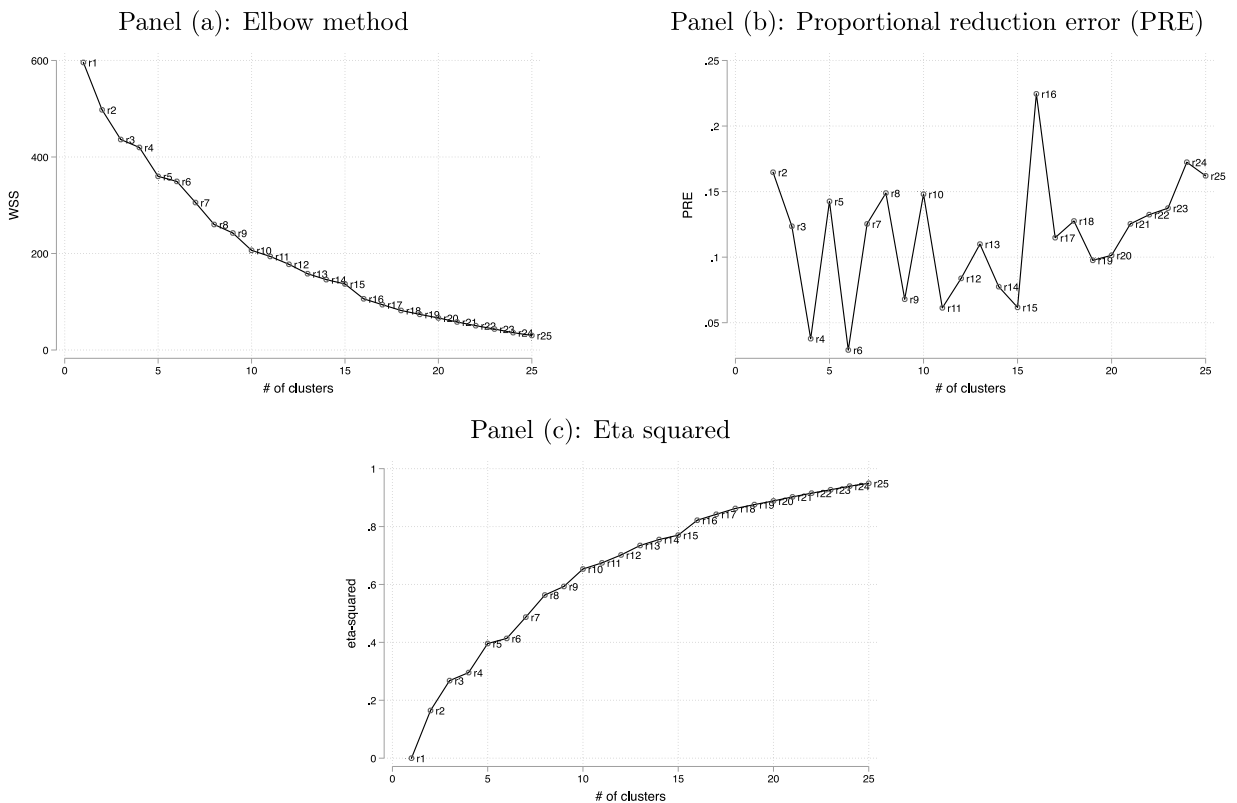 Panel (a): Elbow method
600
400
200
0
WSS
r1
r2
r3
r4
r5
r6
r7
r8
r9
r10
r11
r12
r13
r14
r15
r16
r17
r18
r19
r20
r21
r22
r23
r24
r25
0
5
10
15
20
25
# of clusters
Panel (b): Proportional reduction error (PRE)
.25
.2
.15
.1
.05
PRE
r2
r3
r4
r5
r6
r7
r8
r9
r10
r11
r12
r13
r14
r15
r16
r17
r18
r19
r20
r21
r22
r23
r24
r25
0
5
10
15
20
25
# of clusters
Panel (c): Eta squared
1
.8
.6
.4
.2
0
eta-squared
r1
r2
r3
r4
r5
r6
r7
r8
r9
r10
r11
r12
r13
r14
r15
r16
r17
r18
r19
r20
r21
r22
r23
r24
r25
0
5
10
15
20
25
# of clusters